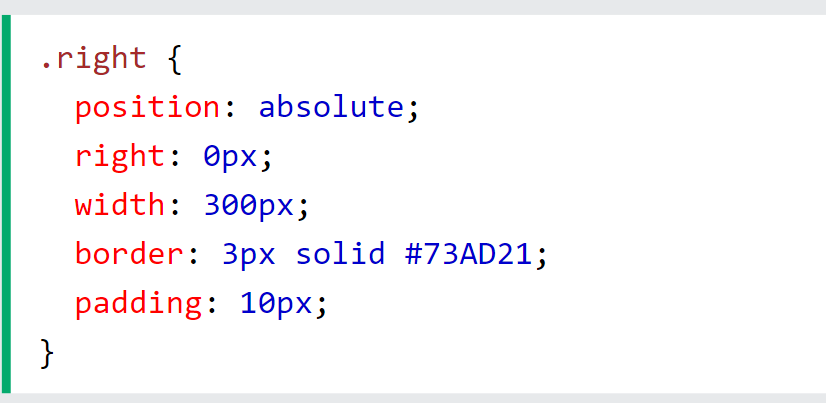 .right {
  position: absolute;
  right: 0px;
  width: 300px;
  border: 3px solid #73AD21;
  padding: 10px;
}